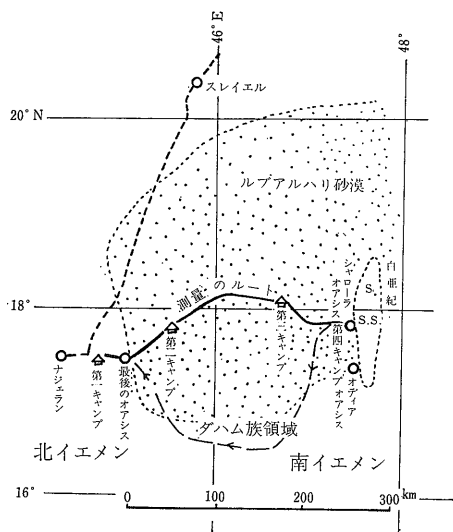 46°E
48°
スレイエル
20°N
ルブアルハリ砂漠
測量のルート
シャローラ
オアシス
白亜紀
S.
S.S.
18°
第三キャンプ
第二キャンプ
第四キャンプ
オアシス
オディア
ナジェラン
第一キャンプ
最後のオアシス
ダハム族領域
北イエメン
南イエメン
16°
0 100 200 300 km